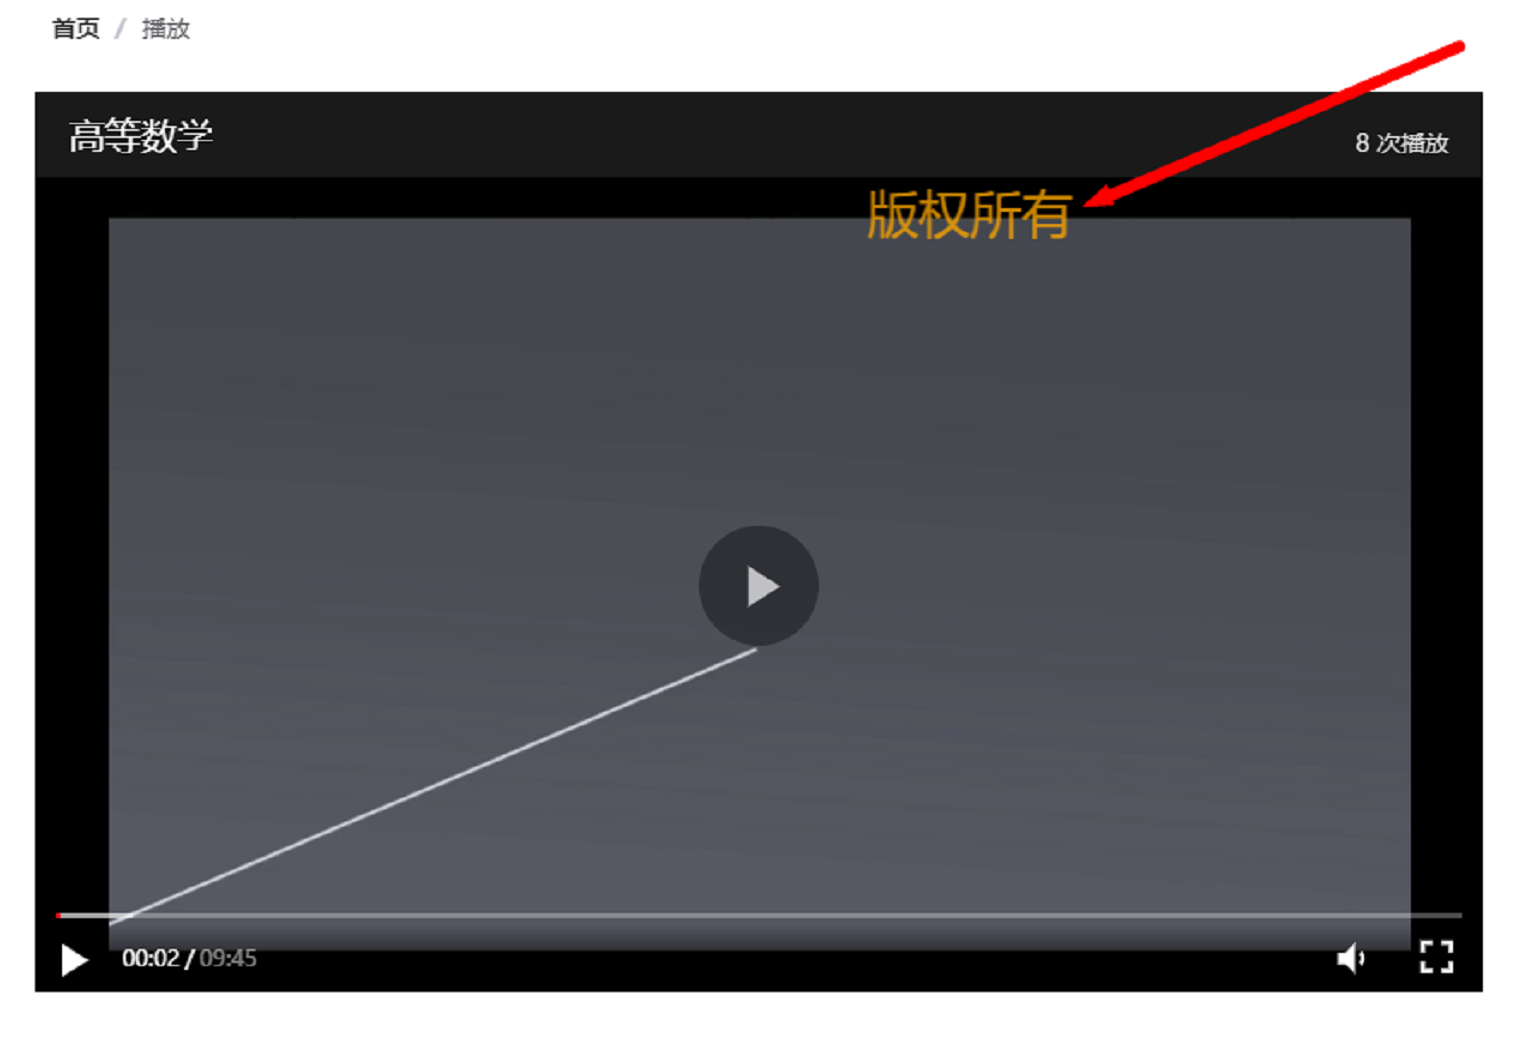 首页 / 播放
高等数学
8 次播放
版权所有
00:02 / 09:45